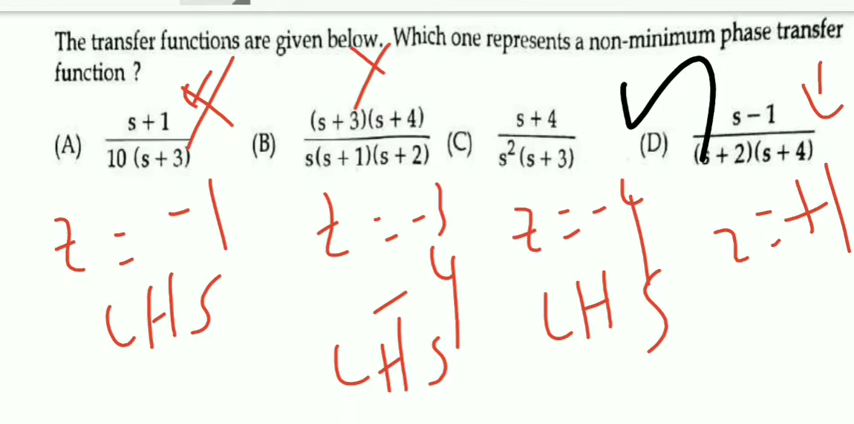 The transfer functions are given below. Which one represents a non-minimum phase transfer
function ?
(A) s + 1 / 10 (s + 3) (B) (s + 3)(s + 4) / s(s + 1)(s + 2) (C) s + 4 / s²(s + 3) (D) s − 1 / (s + 2)(s + 4)
z = -1 z = -3 z = -4 z = +1
-4
LHS LHS LHS